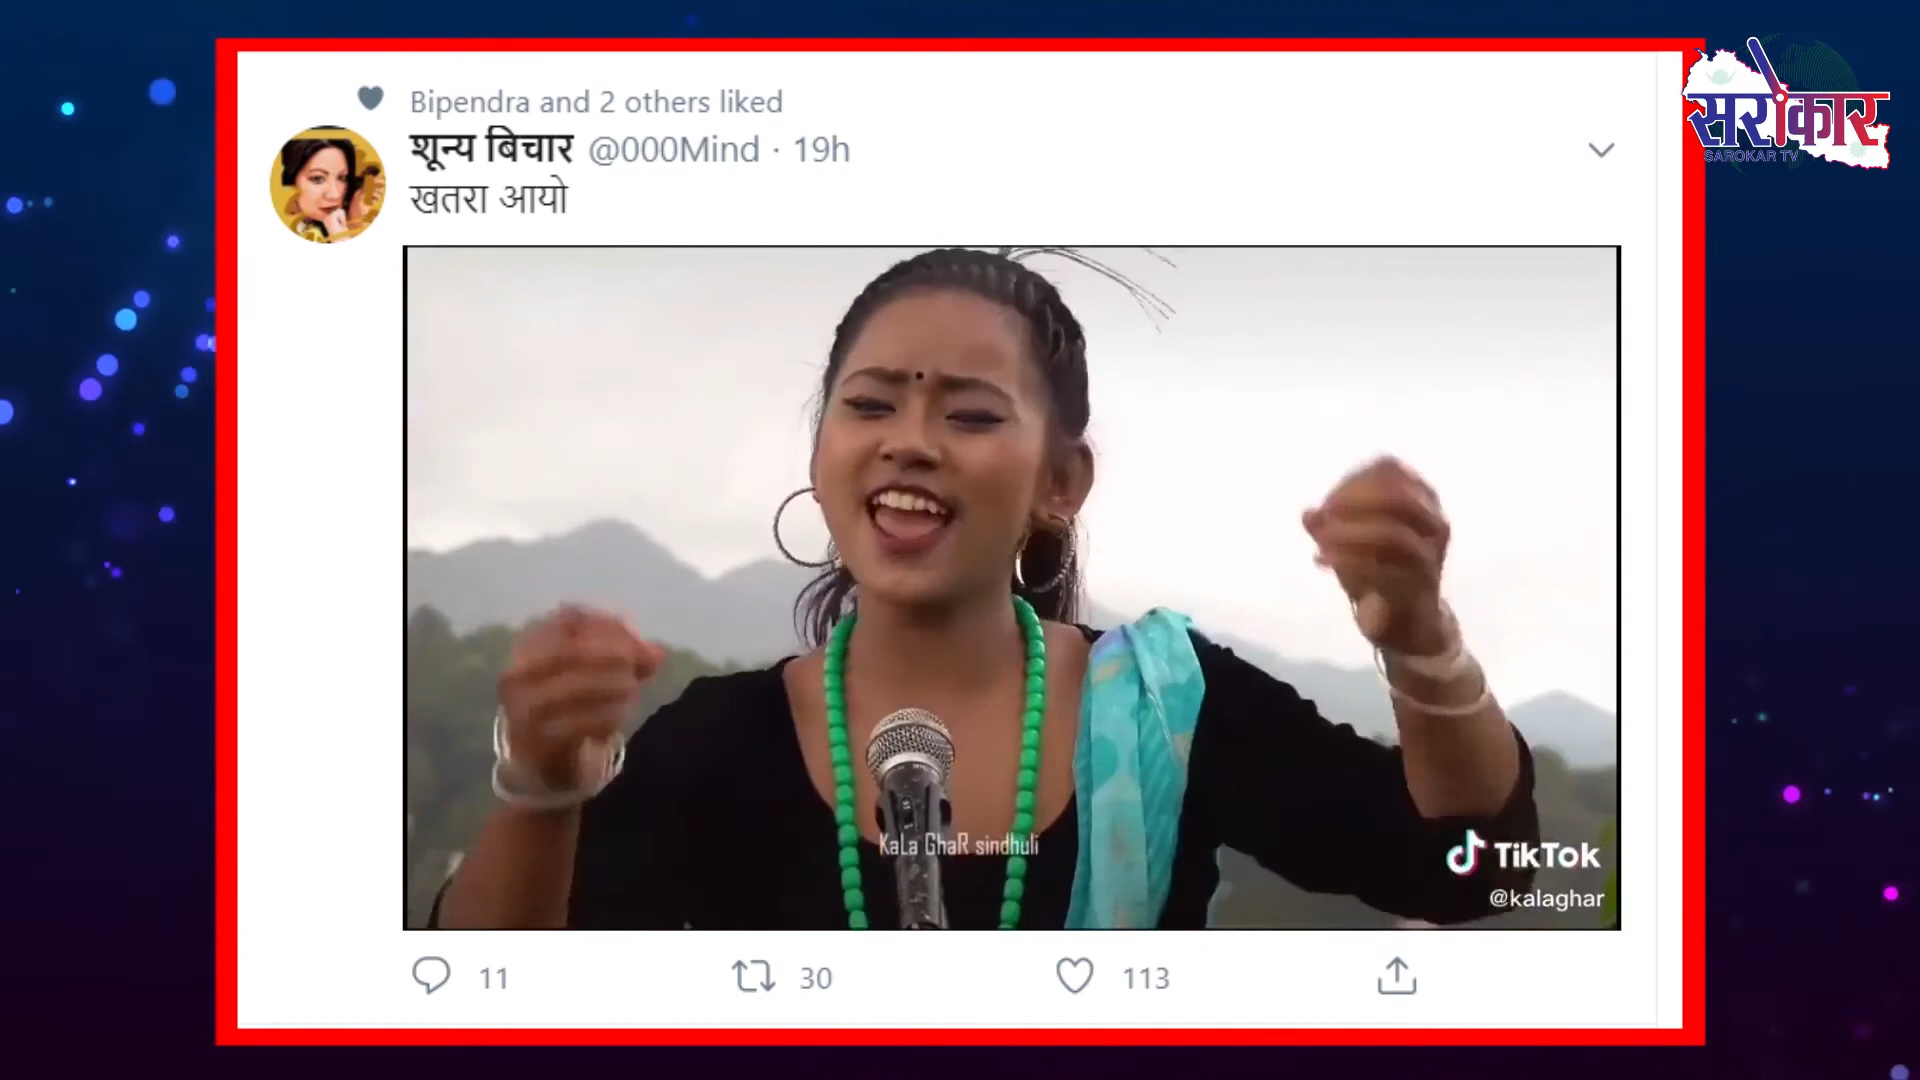 Bipendra and 2 others liked
शून्य बिचार @000Mind · 19h
खतरा आयो
सरोकार
SAROKAR TV
KaLa GhaR sindhuli
TikTok
@kalaghar
11 30 113